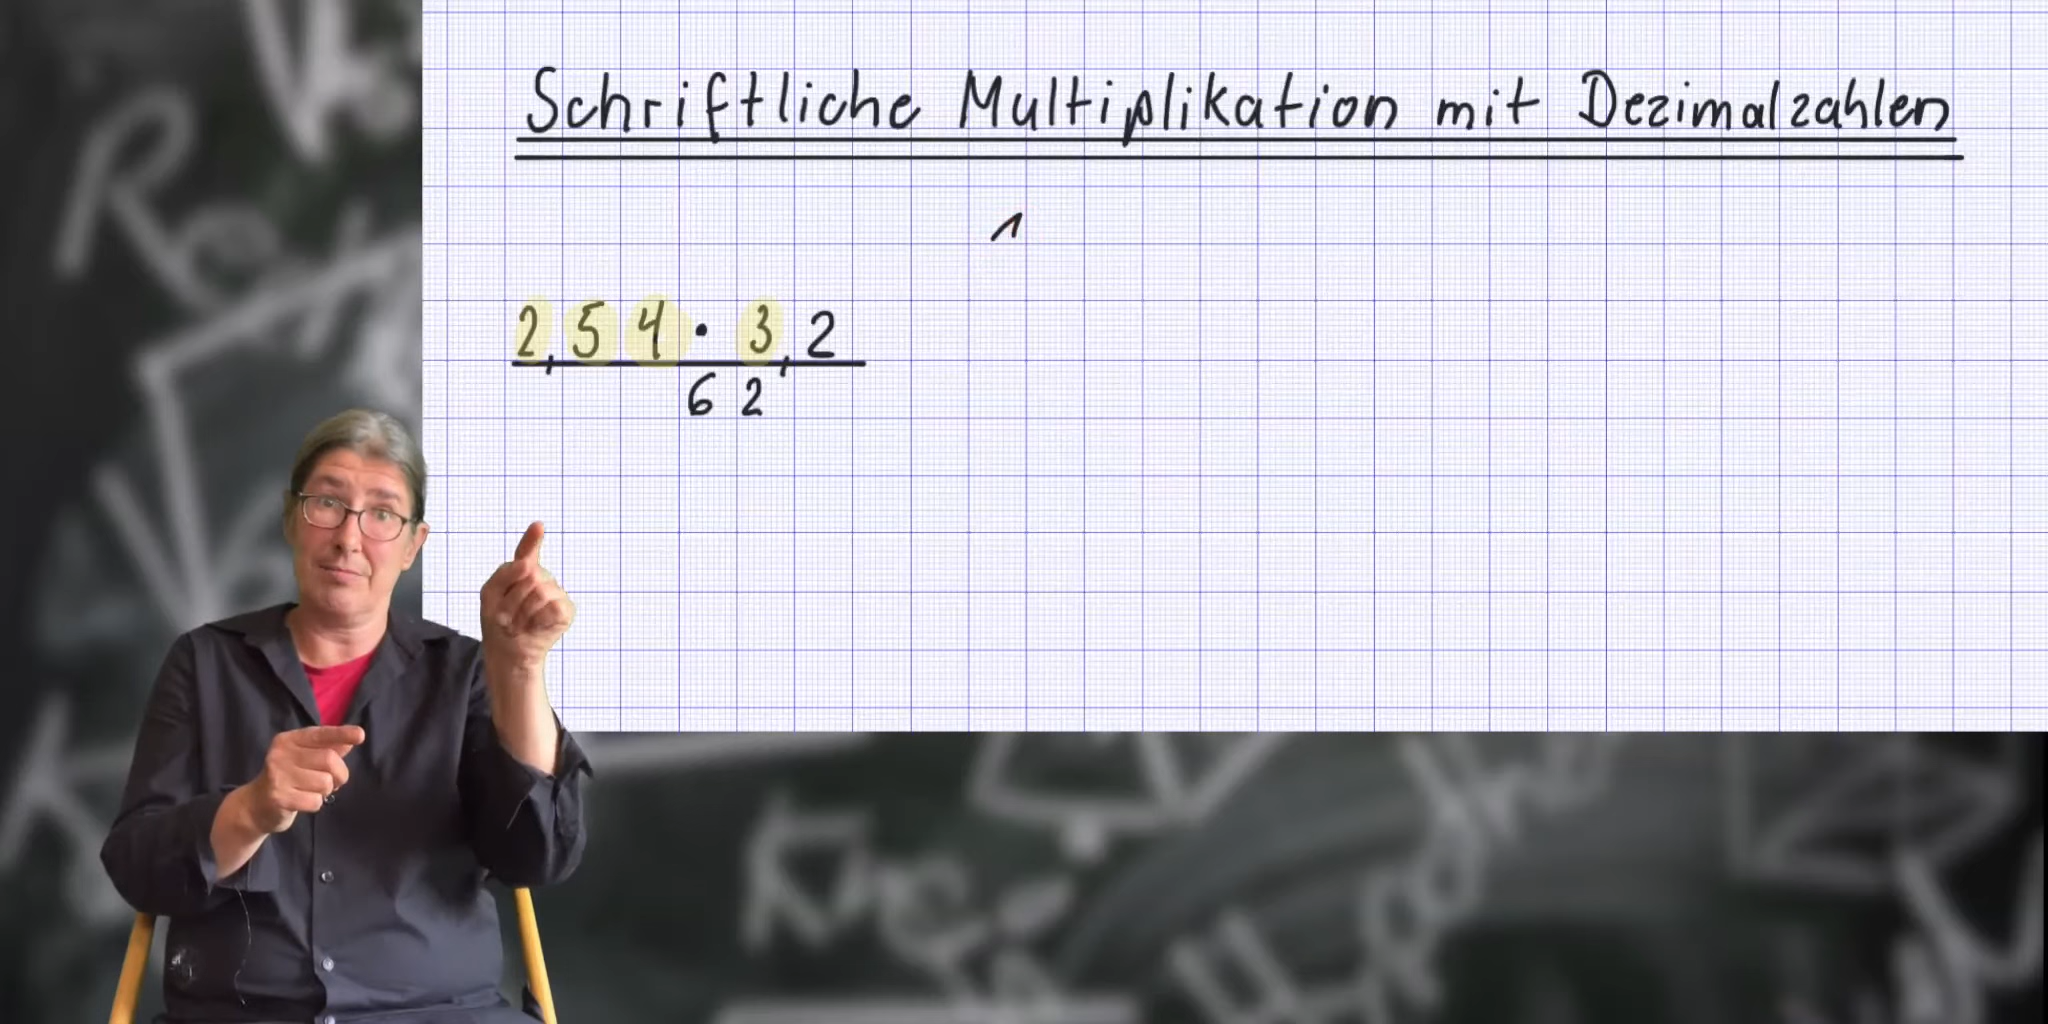 Schriftliche Multiplikation mit Dezimalzahlen
1
2,54 · 3,2
62